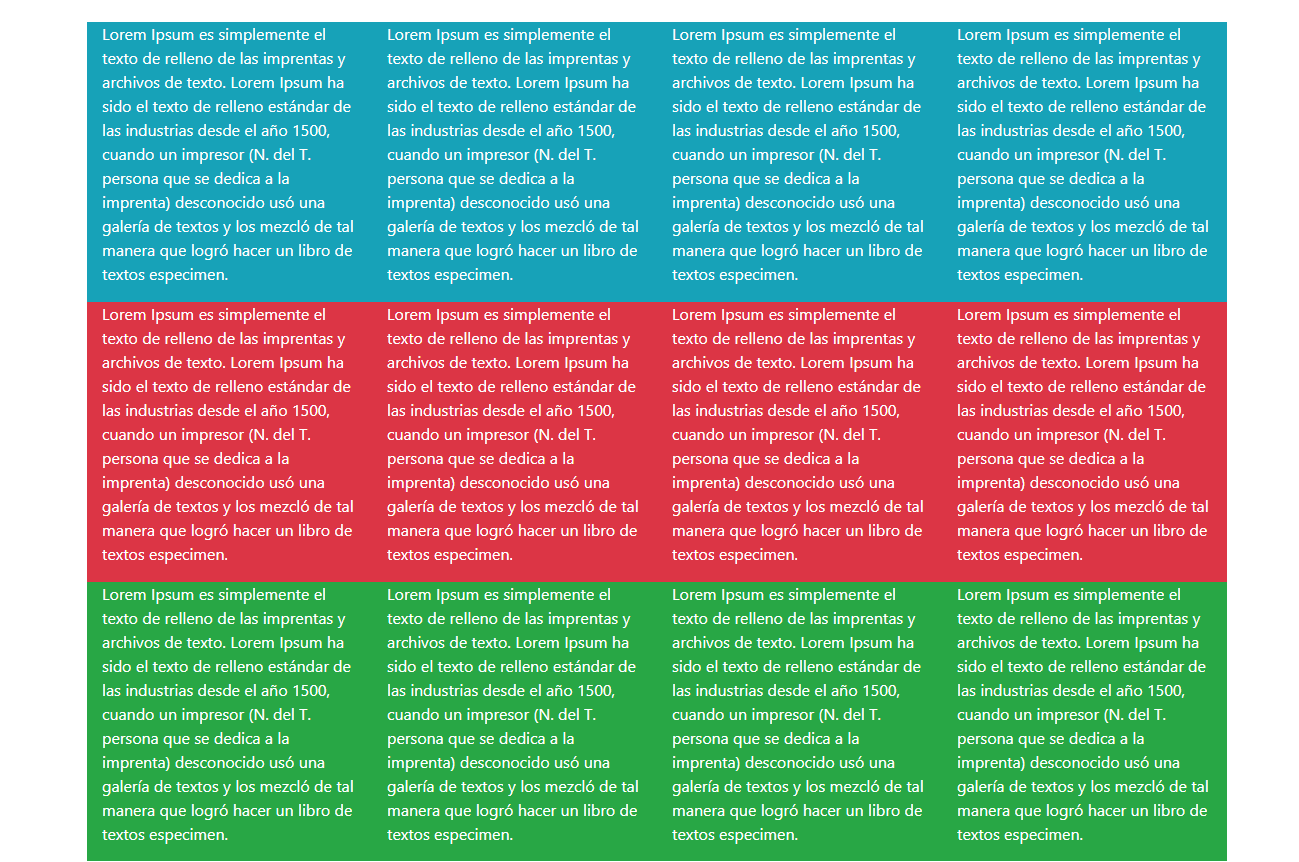 Lorem Ipsum es simplemente el
texto de relleno de las imprentas y
archivos de texto. Lorem Ipsum ha
sido el texto de relleno estándar de
las industrias desde el año 1500,
cuando un impresor (N. del T.
persona que se dedica a la
imprenta) desconocido usó una
galería de textos y los mezcló de tal
manera que logró hacer un libro de
textos especimen.
Lorem Ipsum es simplemente el
texto de relleno de las imprentas y
archivos de texto. Lorem Ipsum ha
sido el texto de relleno estándar de
las industrias desde el año 1500,
cuando un impresor (N. del T.
persona que se dedica a la
imprenta) desconocido usó una
galería de textos y los mezcló de tal
manera que logró hacer un libro de
textos especimen.
Lorem Ipsum es simplemente el
texto de relleno de las imprentas y
archivos de texto. Lorem Ipsum ha
sido el texto de relleno estándar de
las industrias desde el año 1500,
cuando un impresor (N. del T.
persona que se dedica a la
imprenta) desconocido usó una
galería de textos y los mezcló de tal
manera que logró hacer un libro de
textos especimen.
Lorem Ipsum es simplemente el
texto de relleno de las imprentas y
archivos de texto. Lorem Ipsum ha
sido el texto de relleno estándar de
las industrias desde el año 1500,
cuando un impresor (N. del T.
persona que se dedica a la
imprenta) desconocido usó una
galería de textos y los mezcló de tal
manera que logró hacer un libro de
textos especimen.
Lorem Ipsum es simplemente el
texto de relleno de las imprentas y
archivos de texto. Lorem Ipsum ha
sido el texto de relleno estándar de
las industrias desde el año 1500,
cuando un impresor (N. del T.
persona que se dedica a la
imprenta) desconocido usó una
galería de textos y los mezcló de tal
manera que logró hacer un libro de
textos especimen.
Lorem Ipsum es simplemente el
texto de relleno de las imprentas y
archivos de texto. Lorem Ipsum ha
sido el texto de relleno estándar de
las industrias desde el año 1500,
cuando un impresor (N. del T.
persona que se dedica a la
imprenta) desconocido usó una
galería de textos y los mezcló de tal
manera que logró hacer un libro de
textos especimen.
Lorem Ipsum es simplemente el
texto de relleno de las imprentas y
archivos de texto. Lorem Ipsum ha
sido el texto de relleno estándar de
las industrias desde el año 1500,
cuando un impresor (N. del T.
persona que se dedica a la
imprenta) desconocido usó una
galería de textos y los mezcló de tal
manera que logró hacer un libro de
textos especimen.
Lorem Ipsum es simplemente el
texto de relleno de las imprentas y
archivos de texto. Lorem Ipsum ha
sido el texto de relleno estándar de
las industrias desde el año 1500,
cuando un impresor (N. del T.
persona que se dedica a la
imprenta) desconocido usó una
galería de textos y los mezcló de tal
manera que logró hacer un libro de
textos especimen.
Lorem Ipsum es simplemente el
texto de relleno de las imprentas y
archivos de texto. Lorem Ipsum ha
sido el texto de relleno estándar de
las industrias desde el año 1500,
cuando un impresor (N. del T.
persona que se dedica a la
imprenta) desconocido usó una
galería de textos y los mezcló de tal
manera que logró hacer un libro de
textos especimen.
Lorem Ipsum es simplemente el
texto de relleno de las imprentas y
archivos de texto. Lorem Ipsum ha
sido el texto de relleno estándar de
las industrias desde el año 1500,
cuando un impresor (N. del T.
persona que se dedica a la
imprenta) desconocido usó una
galería de textos y los mezcló de tal
manera que logró hacer un libro de
textos especimen.
Lorem Ipsum es simplemente el
texto de relleno de las imprentas y
archivos de texto. Lorem Ipsum ha
sido el texto de relleno estándar de
las industrias desde el año 1500,
cuando un impresor (N. del T.
persona que se dedica a la
imprenta) desconocido usó una
galería de textos y los mezcló de tal
manera que logró hacer un libro de
textos especimen.
Lorem Ipsum es simplemente el
texto de relleno de las imprentas y
archivos de texto. Lorem Ipsum ha
sido el texto de relleno estándar de
las industrias desde el año 1500,
cuando un impresor (N. del T.
persona que se dedica a la
imprenta) desconocido usó una
galería de textos y los mezcló de tal
manera que logró hacer un libro de
textos especimen.